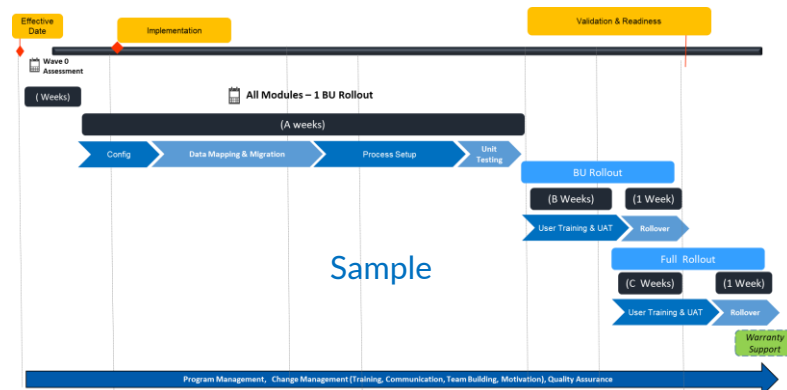 Effective
Date
Implementation
Validation & Readiness
Wave 0
Assessment
( Weeks)
All Modules – 1 BU Rollout
(A weeks)
Config
Data Mapping & Migration
Process Setup
Unit
Testing
BU Rollout
(B Weeks)
(1 Week)
User Training & UAT
Rollover
Sample
Full Rollout
(C Weeks)
(1 Week)
User Training & UAT
Rollover
Warranty
Support
Program Management, Change Management (Training, Communication, Team Building, Motivation), Quality Assurance